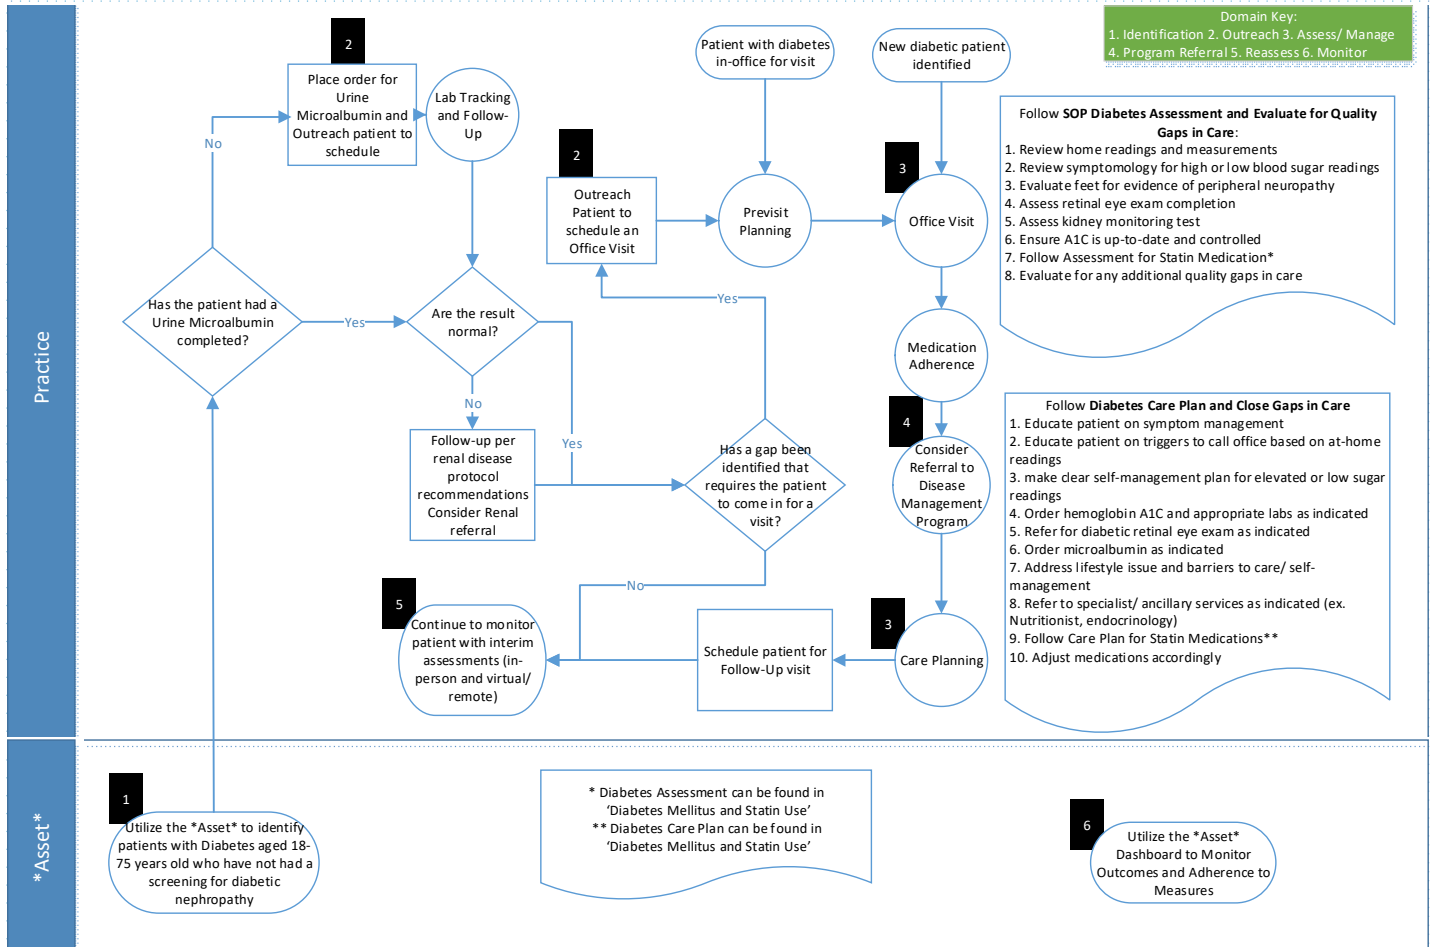 Domain Key:
1. Identification 2. Outreach 3. Assess/ Manage
4. Program Referral 5. Reassess 6. Monitor
Practice
2
Place order for
Urine
Microalbumin and
Outreach patient to
schedule
Lab Tracking
and Follow-
Up
Patient with diabetes
in-office for visit
New diabetic patient
identified
No
2
Outreach
Patient to
schedule an
Office Visit
Previsit
Planning
3
Office Visit
Follow SOP Diabetes Assessment and Evaluate for Quality
Gaps in Care:
1. Review home readings and measurements
2. Review symptomology for high or low blood sugar readings
3. Evaluate feet for evidence of peripheral neuropathy
4. Assess retinal eye exam completion
5. Assess kidney monitoring test
6. Ensure A1C is up-to-date and controlled
7. Follow Assessment for Statin Medication*
8. Evaluate for any additional quality gaps in care
Has the patient had a
Urine Microalbumin
completed?
Yes
Are the result
normal?
Yes
No
Yes
Follow-up per
renal disease
protocol
recommendations
Consider Renal
referral
Has a gap been
identified that
requires the patient
to come in for a
visit?
Medication
Adherence
4
Consider
Referral to
Disease
Management
Program
Follow Diabetes Care Plan and Close Gaps in Care
1. Educate patient on symptom management
2. Educate patient on triggers to call office based on at-home
readings
3. make clear self-management plan for elevated or low sugar
readings
4. Order hemoglobin A1C and appropriate labs as indicated
5. Refer for diabetic retinal eye exam as indicated
6. Order microalbumin as indicated
7. Address lifestyle issue and barriers to care/ self-
management
8. Refer to specialist/ ancillary services as indicated (ex.
Nutritionist, endocrinology)
9. Follow Care Plan for Statin Medications**
10. Adjust medications accordingly
No
5
Continue to monitor
patient with interim
assessments (in-
person and virtual/
remote)
Schedule patient for
Follow-Up visit
3
Care Planning
*Asset*
1
Utilize the *Asset* to identify
patients with Diabetes aged 18-
75 years old who have not had a
screening for diabetic
nephropathy
* Diabetes Assessment can be found in
‘Diabetes Mellitus and Statin Use’
** Diabetes Care Plan can be found in
‘Diabetes Mellitus and Statin Use’
6
Utilize the *Asset*
Dashboard to Monitor
Outcomes and Adherence to
Measures